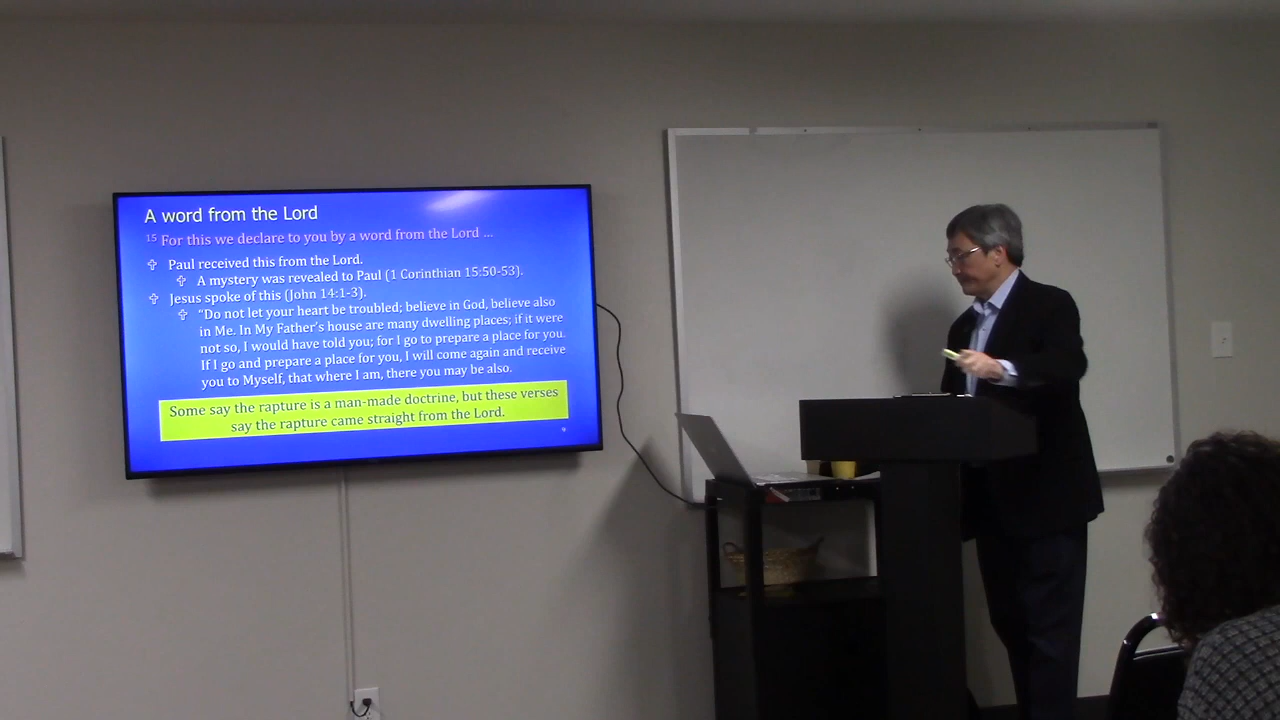 A word from the Lord
15 For this we declare to you by a word from the Lord ...
Paul received this from the Lord.
A mystery was revealed to Paul (1 Corinthian 15:50-53).
Jesus spoke of this (John 14:1-3).
"Do not let your heart be troubled; believe in God, believe also
in Me. In My Father's house are many dwelling places; if it were
not so, I would have told you; for I go to prepare a place for you.
If I go and prepare a place for you, I will come again and receive
you to Myself, that where I am, there you may be also.
Some say the rapture is a man-made doctrine, but these verses
say the rapture came straight from the Lord.